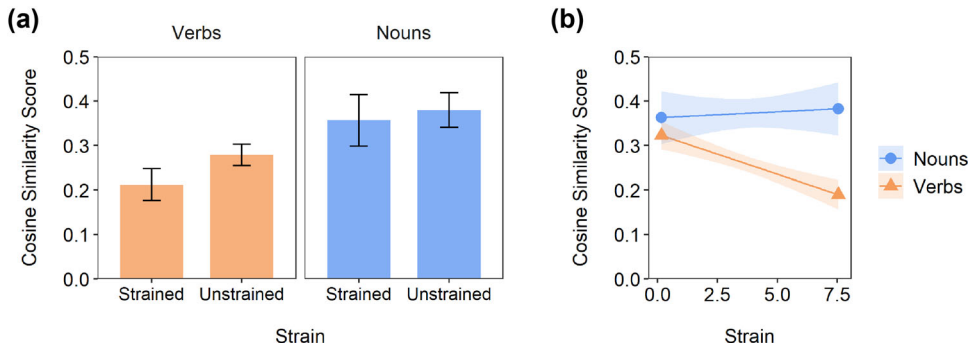 (a)
Verbs
Nouns
Cosine Similarity Score
0.5
0.4
0.3
0.2
0.1
0.0
Strained
Unstrained
Strained
Unstrained
Strain
(b)
Cosine Similarity Score
0.5
0.4
0.3
0.2
0.1
0.0
0.0
2.5
5.0
7.5
Strain
Nouns
Verbs